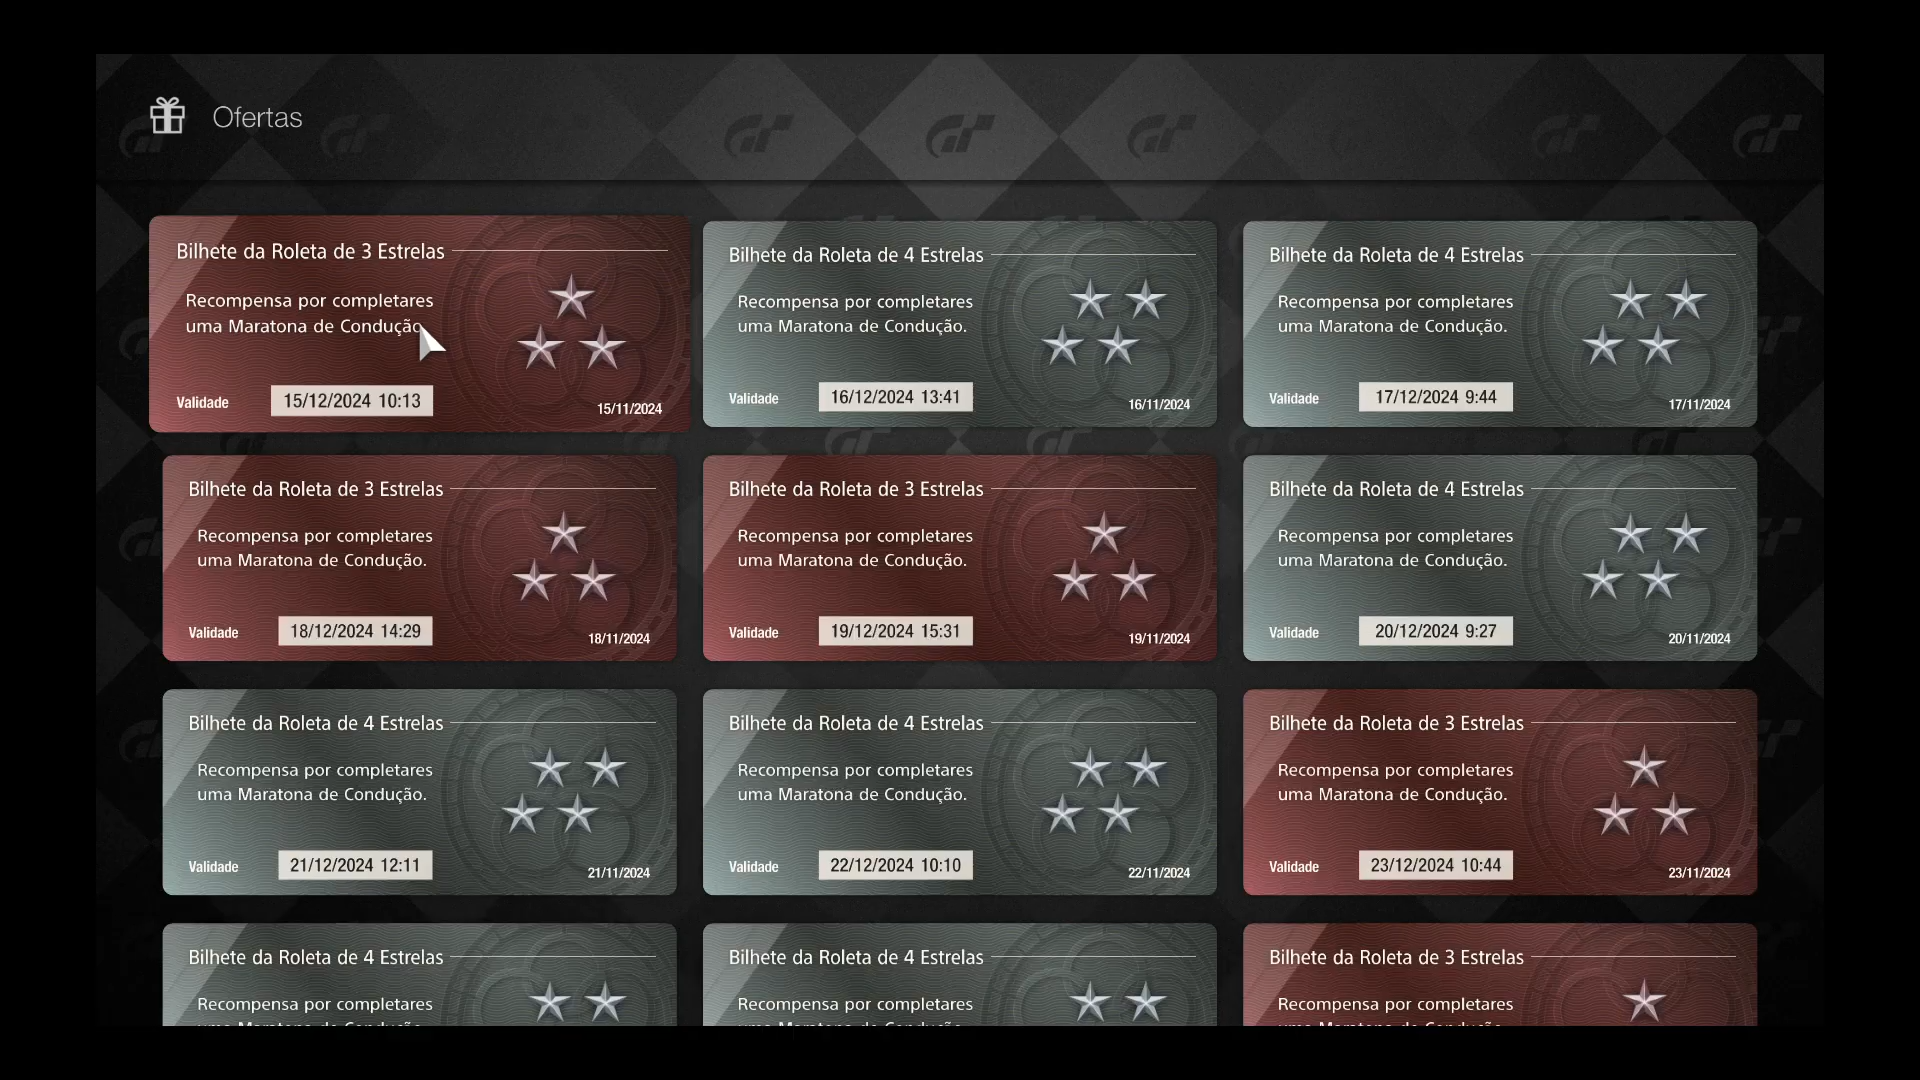 Ofertas
Bilhete da Roleta de 3 Estrelas
Recompensa por completares
uma Maratona de Condução
Validade
15/12/2024 10:13
15/11/2024
Bilhete da Roleta de 4 Estrelas
Recompensa por completares
uma Maratona de Condução.
Validade
16/12/2024 13:41
16/11/2024
Bilhete da Roleta de 4 Estrelas
Recompensa por completares
uma Maratona de Condução.
Validade
17/12/2024 9:44
17/11/2024
Bilhete da Roleta de 3 Estrelas
Recompensa por completares
uma Maratona de Condução.
Validade
18/12/2024 14:29
18/11/2024
Bilhete da Roleta de 3 Estrelas
Recompensa por completares
uma Maratona de Condução.
Validade
19/12/2024 15:31
19/11/2024
Bilhete da Roleta de 4 Estrelas
Recompensa por completares
uma Maratona de Condução.
Validade
20/12/2024 9:27
20/11/2024
Bilhete da Roleta de 4 Estrelas
Recompensa por completares
uma Maratona de Condução.
Validade
21/12/2024 12:11
21/11/2024
Bilhete da Roleta de 4 Estrelas
Recompensa por completares
uma Maratona de Condução.
Validade
22/12/2024 10:10
22/11/2024
Bilhete da Roleta de 3 Estrelas
Recompensa por completares
uma Maratona de Condução.
Validade
23/12/2024 10:44
23/11/2024
Bilhete da Roleta de 4 Estrelas
Recompensa por completares
Bilhete da Roleta de 4 Estrelas
Recompensa por completares
Bilhete da Roleta de 3 Estrelas
Recompensa por completares